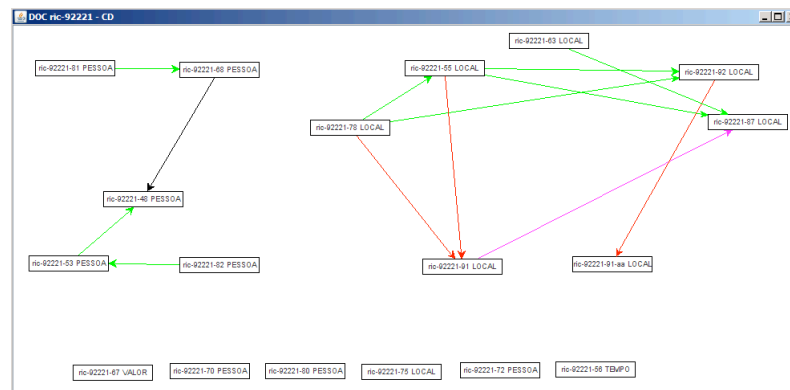 DOC ric-92221 - CD
ric-92221-63 LOCAL
ric-92221-81 PESSOA
ric-92221-68 PESSOA
ric-92221-55 LOCAL
ric-92221-92 LOCAL
ric-92221-78 LOCAL
ric-92221-87 LOCAL
ric-92221-48 PESSOA
ric-92221-53 PESSOA
ric-92221-82 PESSOA
ric-92221-91 LOCAL
ric-92221-91-aa LOCAL
ric-92221-67 VALOR
ric-92221-70 PESSOA
ric-92221-80 PESSOA
ric-92221-75 LOCAL
ric-92221-72 PESSOA
ric-92221-56 TEMPO